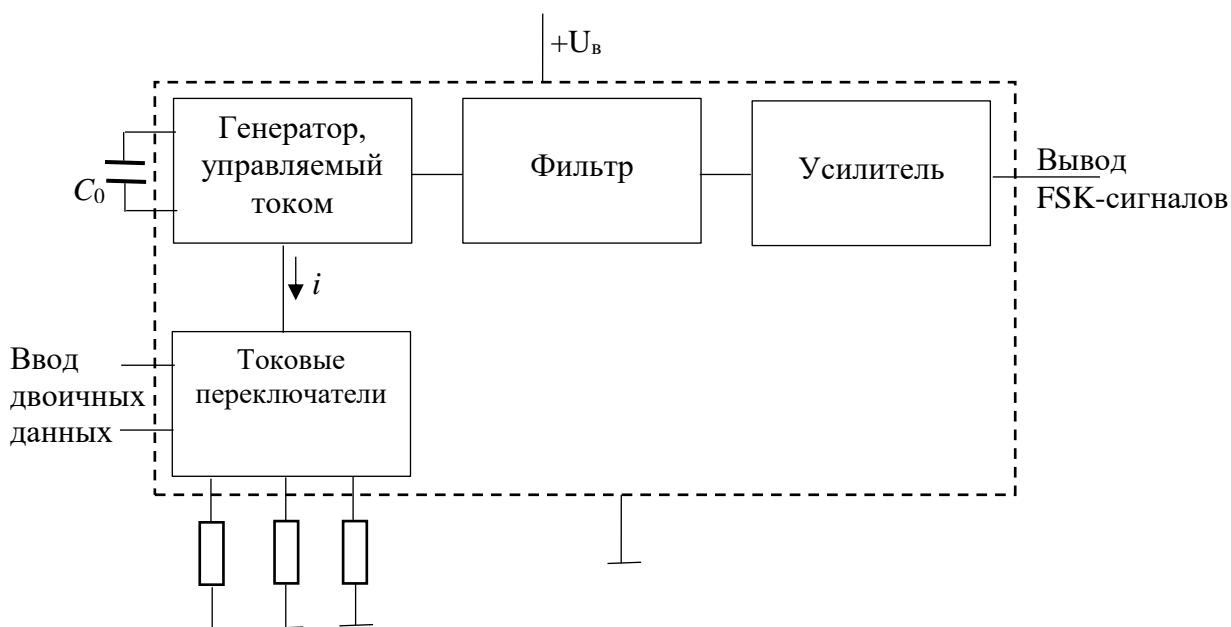 +Uв
Генератор,
управляемый
током
Фильтр
Усилитель
Вывод
FSK-сигналов
C0
i
Ввод
двоичных
данных
Токовые
переключатели